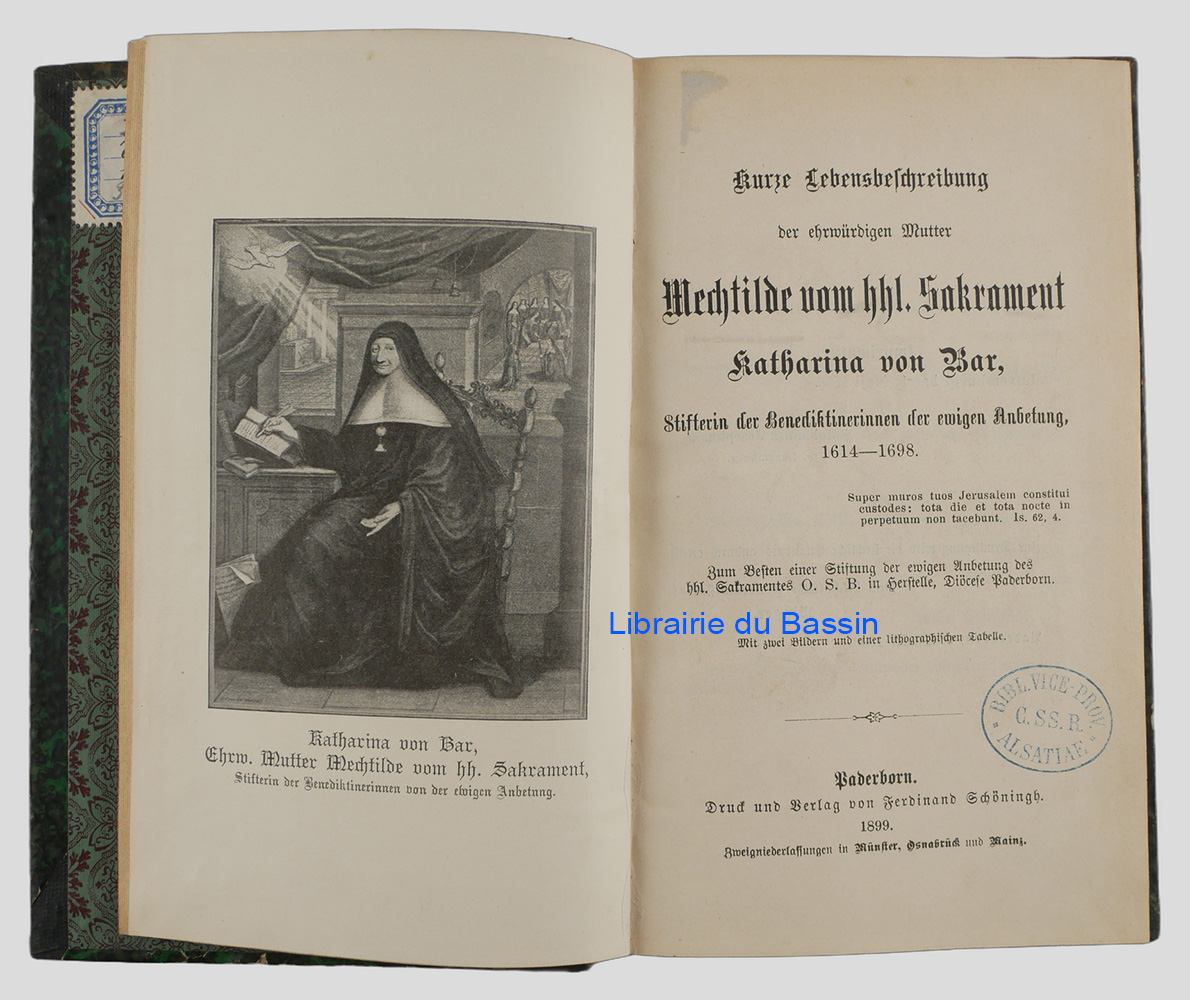 Katharina von Bar,
Ehrw. Mutter Mechtilde vom hh. Sakrament,
Stifterin der Benediktinerinnen von der ewigen Anbetung.
Kurze Lebensbeschreibung
der ehrwürdigen Mutter
Mechtilde vom hhl. Sakrament
Katharina von Bar,
Stifterin der Benediktinerinnen der ewigen Anbetung,
1614—1698.
Super muros tuos Jerusalem constitui
custodes; tota die et tota nocte in
perpetuum non tacebunt. Is. 62, 4.
Zum Besten einer Stiftung der ewigen Anbetung des
hhl. Sakramentes O. S. B. in Herstelle, Diöcese Paderborn.
Librairie du Bassin
Mit zwei Bildern und einer lithographischen Tabelle.
BIBL. VICE-PROV.
C. SS. R.
ALSATIAE
Paderborn.
Druck und Verlag von Ferdinand Schöningh.
1899.
Zweigniederlassungen in Münster, Osnabrück und Mainz.